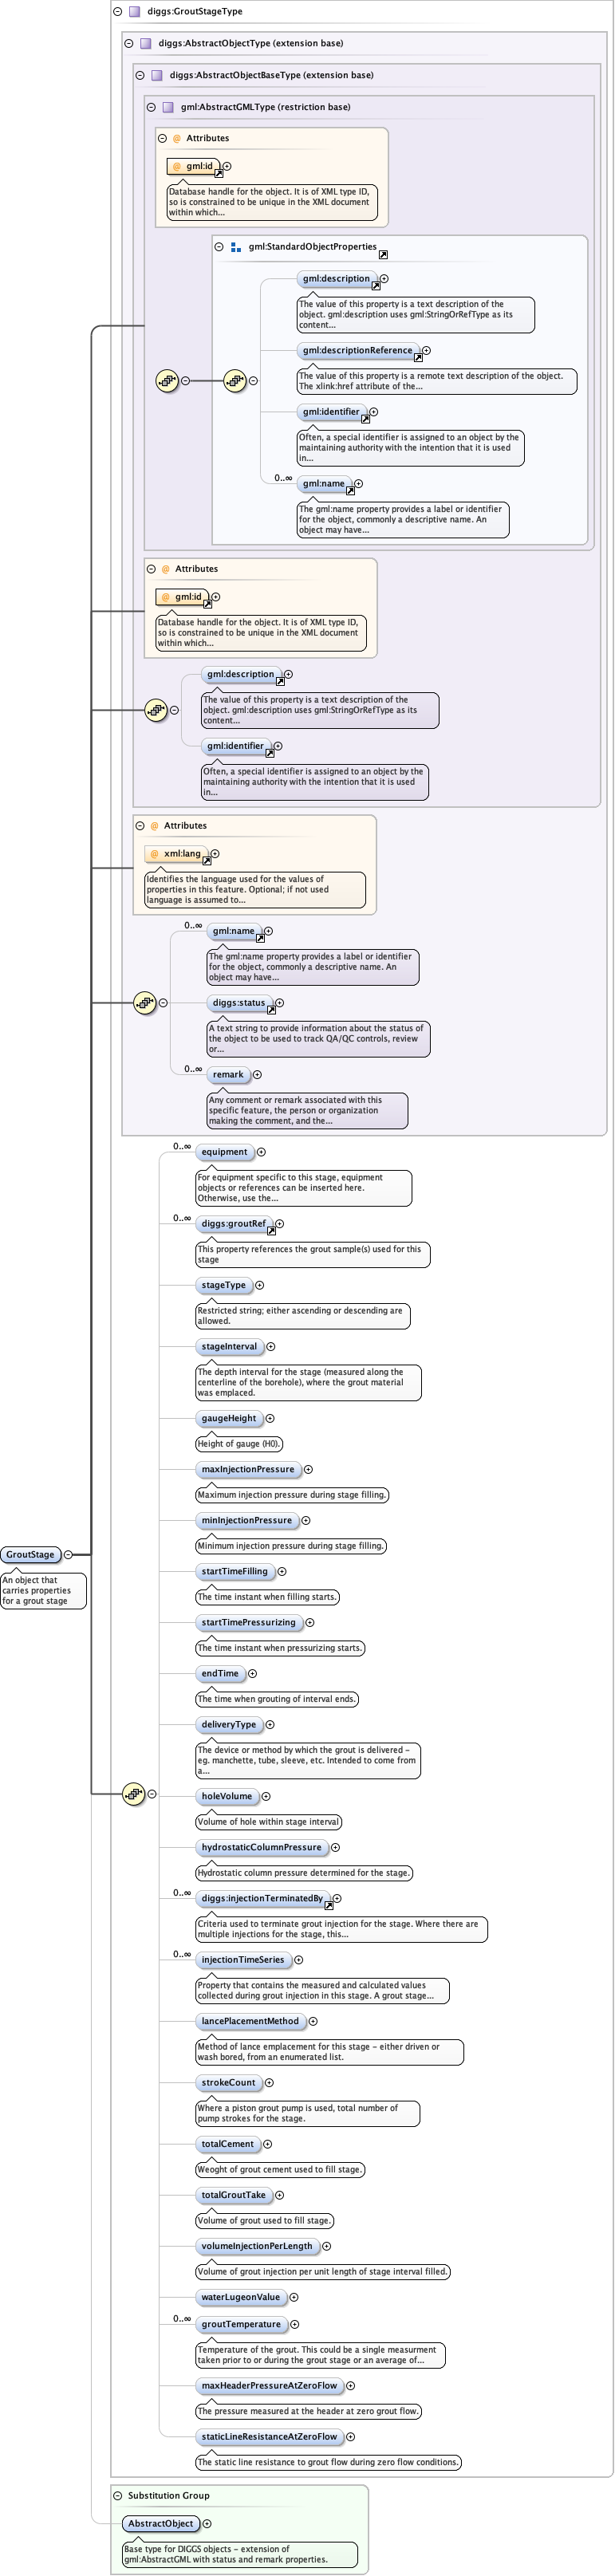 diggs:GroutStageType
diggs:AbstractObjectType (extension base)
diggs:AbstractObjectBaseType (extension base)
gml:AbstractGMLType (restriction base)
@ Attributes
@ gml:id
Database handle for the object. It is of XML type ID,
so is constrained to be unique in the XML document
within which...
gml:StandardObjectProperties
gml:description
The value of this property is a text description of the
object. gml:description uses gml:StringOrRefType as its
content...
gml:descriptionReference
The value of this property is a remote text description of the object.
The xlink:href attribute of the...
gml:identifier
Often, a special identifier is assigned to an object by the
maintaining authority with the intention that it is used
in...
0..∞
gml:name
The gml:name property provides a label or identifier
for the object, commonly a descriptive name. An
object may have...
@ Attributes
@ gml:id
Database handle for the object. It is of XML type ID,
so is constrained to be unique in the XML document
within which...
gml:description
The value of this property is a text description of the
object. gml:description uses gml:StringOrRefType as its
content...
gml:identifier
Often, a special identifier is assigned to an object by the
maintaining authority with the intention that it is used
in...
@ Attributes
@ xml:lang
Identifies the language used for the values of
properties in this feature. Optional; if not used
language is assumed to...
0..∞
gml:name
The gml:name property provides a label or identifier
for the object, commonly a descriptive name. An
object may have...
diggs:status
A text string to provide information about the status of
the object to be used to track QA/QC controls, review
or...
0..∞
remark
Any comment or remark associated with this
specific feature, the person or organization
making the comment, and the...
0..∞
equipment
For equipment specific to this stage, equipment
objects or references can be inserted here.
Otherwise, use the...
0..∞
diggs:groutRef
This property references the grout sample(s) used for this
stage
stageType
Restricted string; either ascending or descending are
allowed.
stageInterval
The depth interval for the stage (measured along the
centerline of the borehole), where the grout material
was emplaced.
gaugeHeight
Height of gauge (H0).
maxInjectionPressure
Maximum injection pressure during stage filling.
minInjectionPressure
Minimum injection pressure during stage filling.
startTimeFilling
The time instant when filling starts.
startTimePressurizing
The time instant when pressurizing starts.
GroutStage
An object that
carries properties
for a grout stage
endTime
The time when grouting of interval ends.
deliveryType
The device or method by which the grout is delivered –
eg. manchette, tube, sleeve, etc. Intended to come from
a...
holeVolume
Volume of hole within stage interval
hydrostaticColumnPressure
Hydrostatic column pressure determined for the stage.
0..∞
diggs:injectionTerminatedBy
Criteria used to terminate grout injection for the stage. Where there are
multiple injections for the stage, this...
0..∞
injectionTimeSeries
Property that contains the measured and calculated values
collected during grout injection in this stage. A grout stage...
lancePlacementMethod
Method of lance emplacement for this stage – either driven or
wash bored, from an enumerated list.
strokeCount
Where a piston grout pump is used, total number of
pump strokes for the stage.
totalCement
Weoght of grout cement used to fill stage.
totalGroutTake
Volume of grout used to fill stage.
volumeInjectionPerLength
Volume of grout injection per unit length of stage interval filled.
waterLugeonValue
0..∞
groutTemperature
Temperature of the grout. This could be a single measurment
taken prior to or during the grout stage or an average of...
maxHeaderPressureAtZeroFlow
The pressure measured at the header at zero grout flow.
staticLineResistanceAtZeroFlow
The static line resistance to grout flow during zero flow conditions.
Substitution Group
AbstractObject
Base type for DIGGS objects – extension of
gml:AbstractGML with status and remark properties.